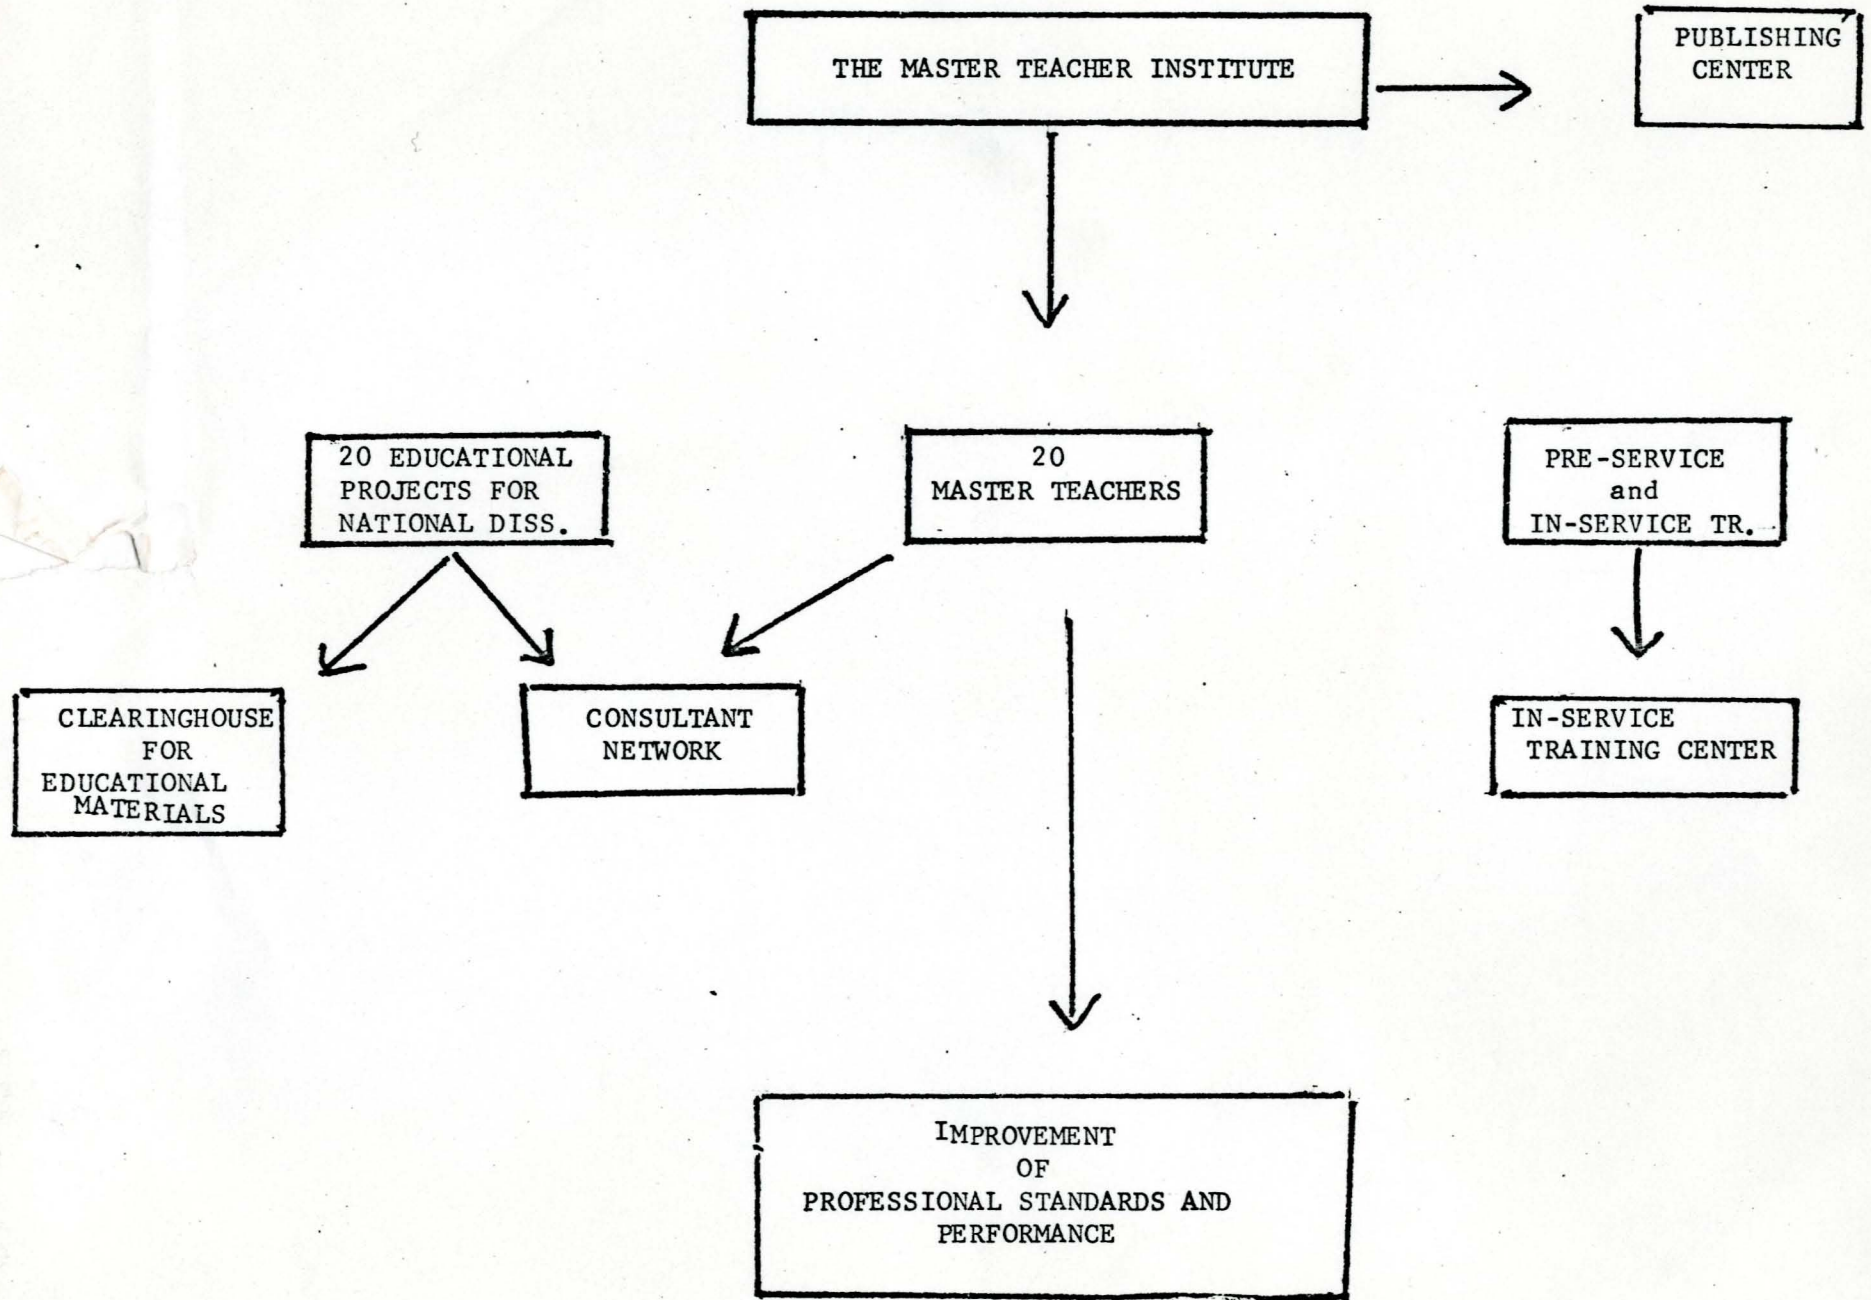 THE MASTER TEACHER INSTITUTE
PUBLISHING
CENTER
20 EDUCATIONAL
PROJECTS FOR
NATIONAL DISS.
20
MASTER TEACHERS
PRE-SERVICE
and
IN-SERVICE TR.
CLEARINGHOUSE
FOR
EDUCATIONAL
MATERIALS
CONSULTANT
NETWORK
IN-SERVICE
TRAINING CENTER
IMPROVEMENT
OF
PROFESSIONAL STANDARDS AND
PERFORMANCE